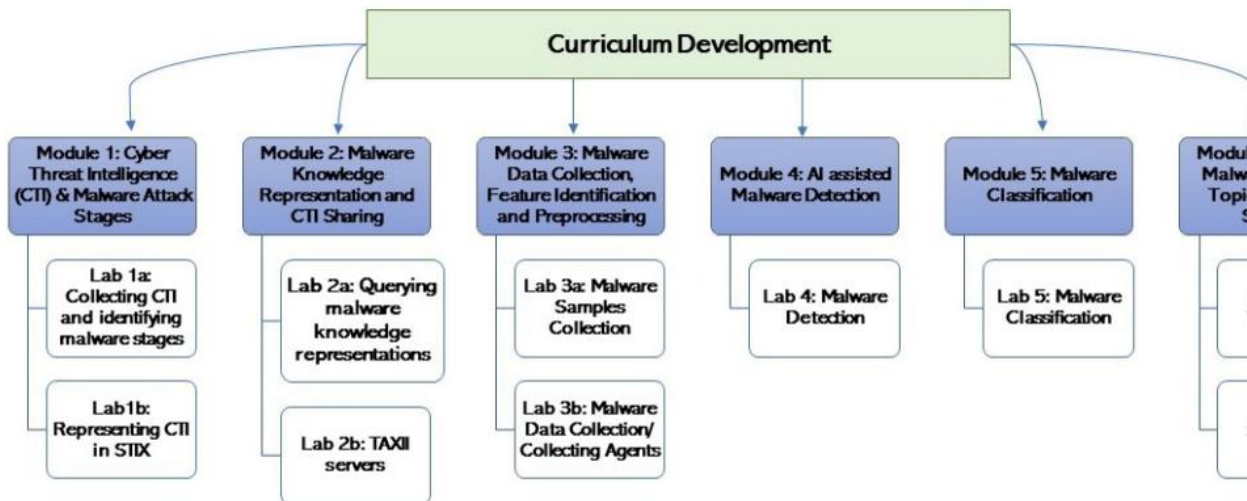 Curriculum Development
Module 1: Cyber
Threat Intelligence
(CTI) & Malware Attack
Stages
Lab 1a:
Collecting CTI
and identifying
malware stages
Lab1b:
Representing CTI
in STIX
Module 2: Malware
Knowledge
Representation and
CTI Sharing
Lab 2a: Querying
malware
knowledge
representations
Lab 2b: TAXII
servers
Module 3: Malware
Data Collection,
Feature Identification
and Preprocessing
Lab 3a: Malware
Samples
Collection
Lab 3b: Malware
Data Collection/
Collecting Agents
Module 4: AI assisted
Malware Detection
Lab 4: Malware
Detection
Module 5: Malware
Classification
Lab 5: Malware
Classification